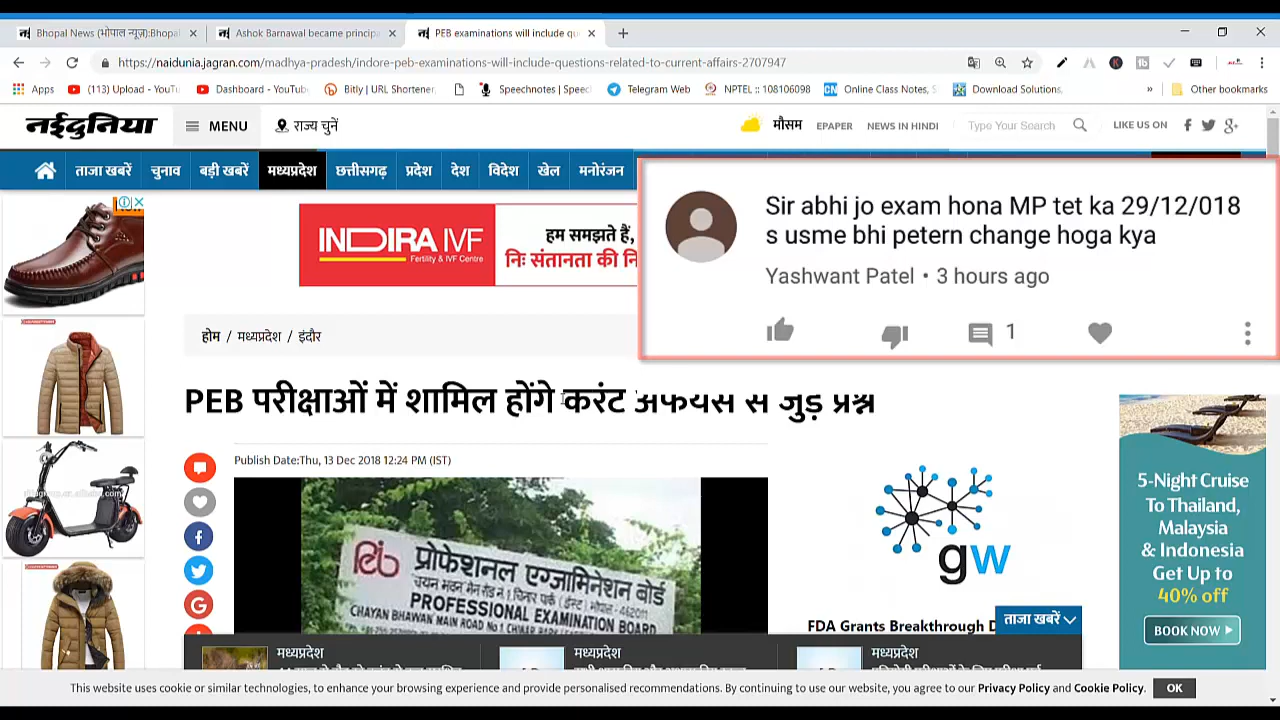 Bhopal News (भोपाल न्यूज़):Bhopal
Ashok Barnawal became princip
PEB examinations will include qu
https://naidunia.jagran.com/madhya-pradesh/indore-peb-examinations-will-include-questions-related-to-current-affairs-2707947
Apps
(113) Upload - YouTu
Dashboard - YouTube
Bitly | URL Shortener,
Speechnotes | Speec
Telegram Web
NPTEL :: 108106098
Online Class Notes, S
Download Solutions,
»
Other bookmarks
नईदुनिया
MENU
राज्य चुनें
मौसम
EPAPER
NEWS IN HINDI
Type Your Search
LIKE US ON
ताजा खबरें
चुनाव
बड़ी खबरें
मध्यप्रदेश
छत्तीसगढ़
प्रदेश
देश
विदेश
खेल
मनोरंजन
Sir abhi jo exam hona MP tet ka 29/12/018
s usme bhi petern change hoga kya
Yashwant Patel • 3 hours ago
1
INDIRA IVF
Fertility & IVF Centre
हम समझते हैं,
निः संतानता की
होम / मध्यप्रदेश / इंदौर
PEB परीक्षाओं में शामिल होंगे करंट अफेयर्स से जुड़े प्रश्न
Publish Date:Thu, 13 Dec 2018 12:24 PM (IST)
peb
प्रोफेशनल एग्जामिनेशन बोर्ड
PROFESSIONAL EXAMINATION BOARD
gw
FDA Grants Breakthrough D
ताजा खबरें
मध्यप्रदेश
मध्यप्रदेश
मध्यप्रदेश
5-Night Cruise
To Thailand,
Malaysia
& Indonesia
Get Up to
40% off
BOOK NOW
This website uses cookie or similar technologies, to enhance your browsing experience and provide personalised recommendations. By continuing to use our website, you agree to our Privacy Policy and Cookie Policy.
OK